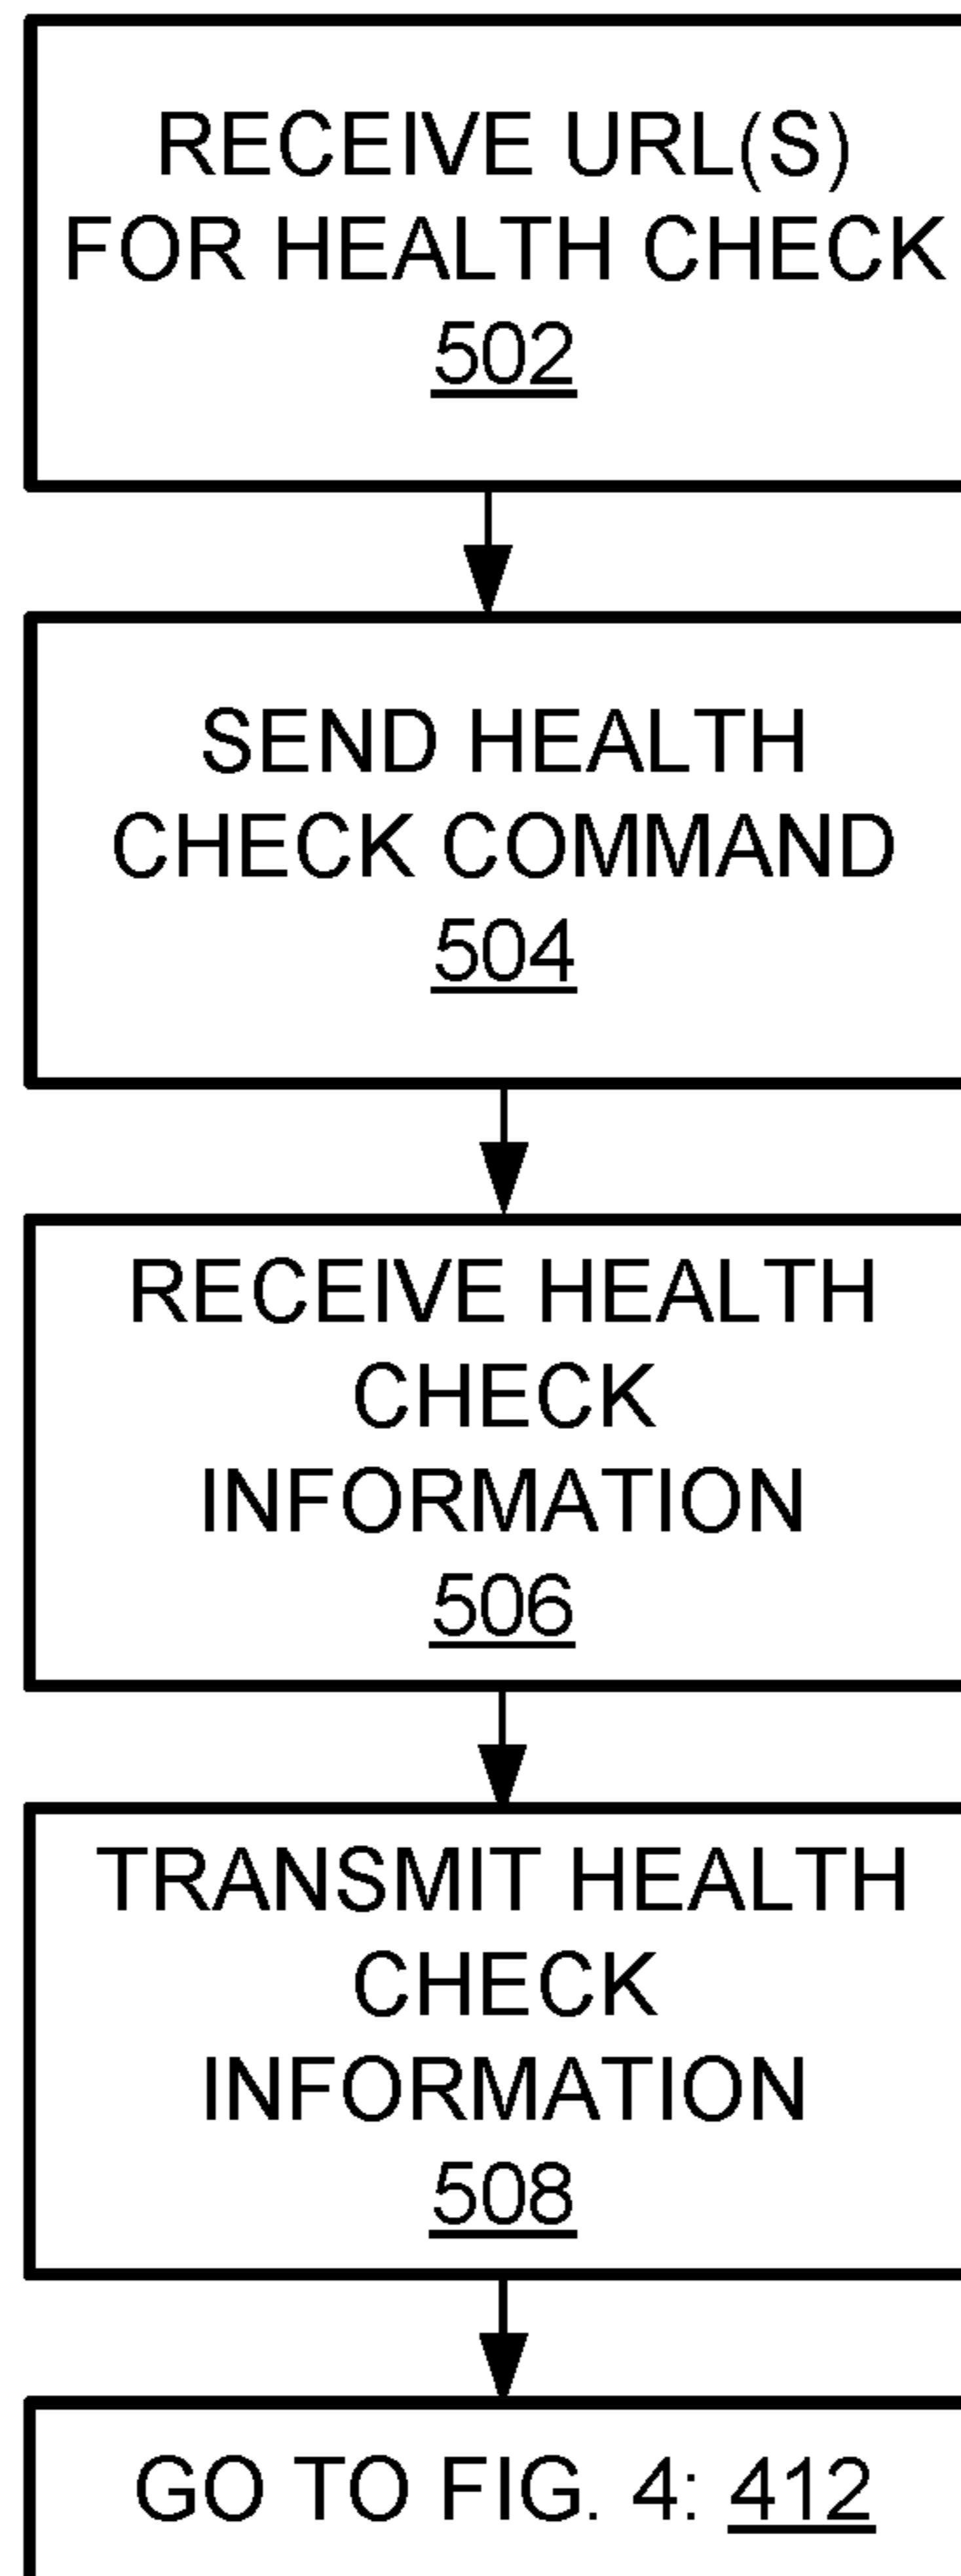 RECEIVE URL(S)
FOR HEALTH CHECK
502
SEND HEALTH
CHECK COMMAND
504
RECEIVE HEALTH
CHECK
INFORMATION
506
TRANSMIT HEALTH
CHECK
INFORMATION
508
GO TO FIG. 4: 412